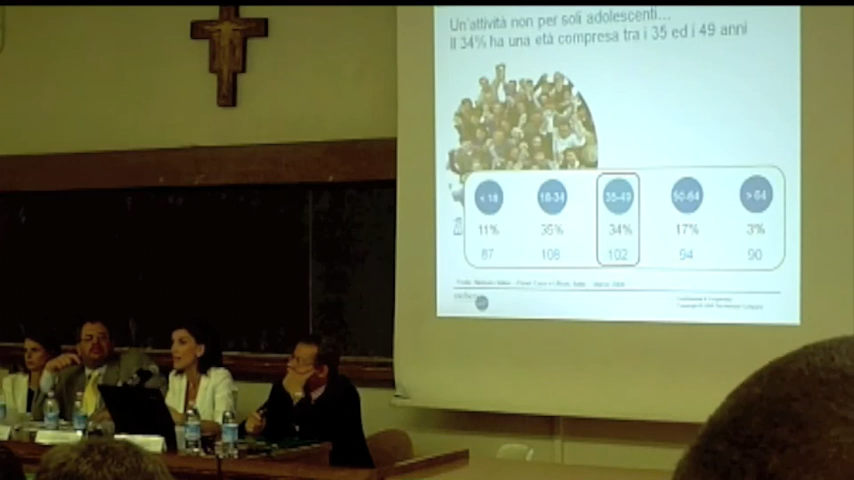 Un'attività non per soli adolescenti...
Il 34% ha una età compresa tra i 35 ed i 49 anni
< 18 18-34 35-49 50-64 > 64
11% 35% 34% 17% 3%
87 108 102 94 90